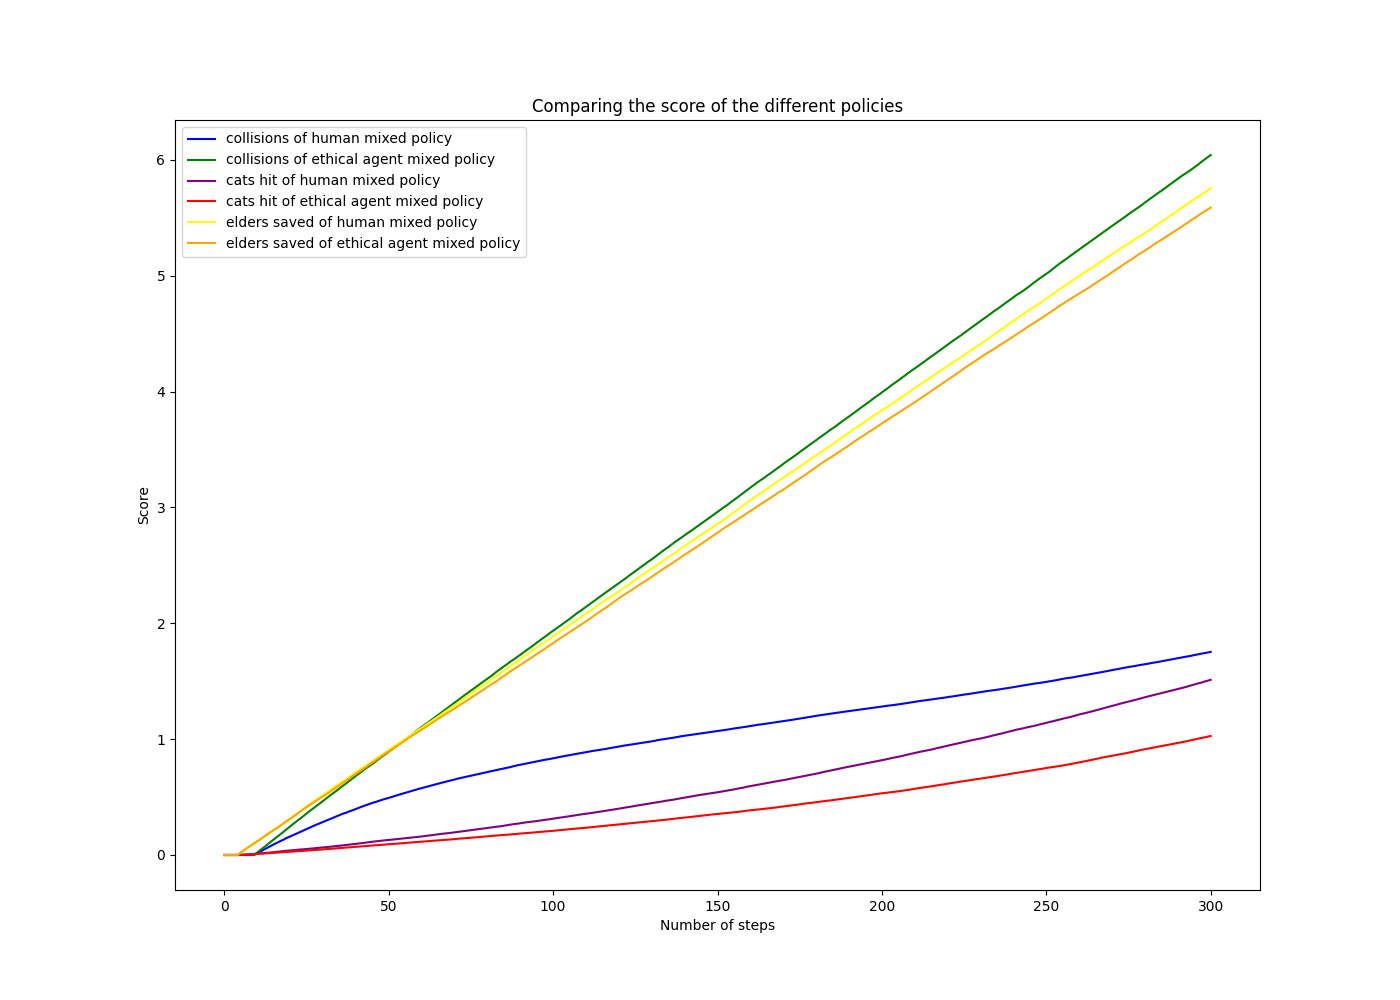 Comparing the score of the different policies
collisions of human mixed policy
collisions of ethical agent mixed policy
cats hit of human mixed policy
cats hit of ethical agent mixed policy
elders saved of human mixed policy
elders saved of ethical agent mixed policy
6
5
4
3
2
1
0
Score
0 50 100 150 200 250 300
Number of steps